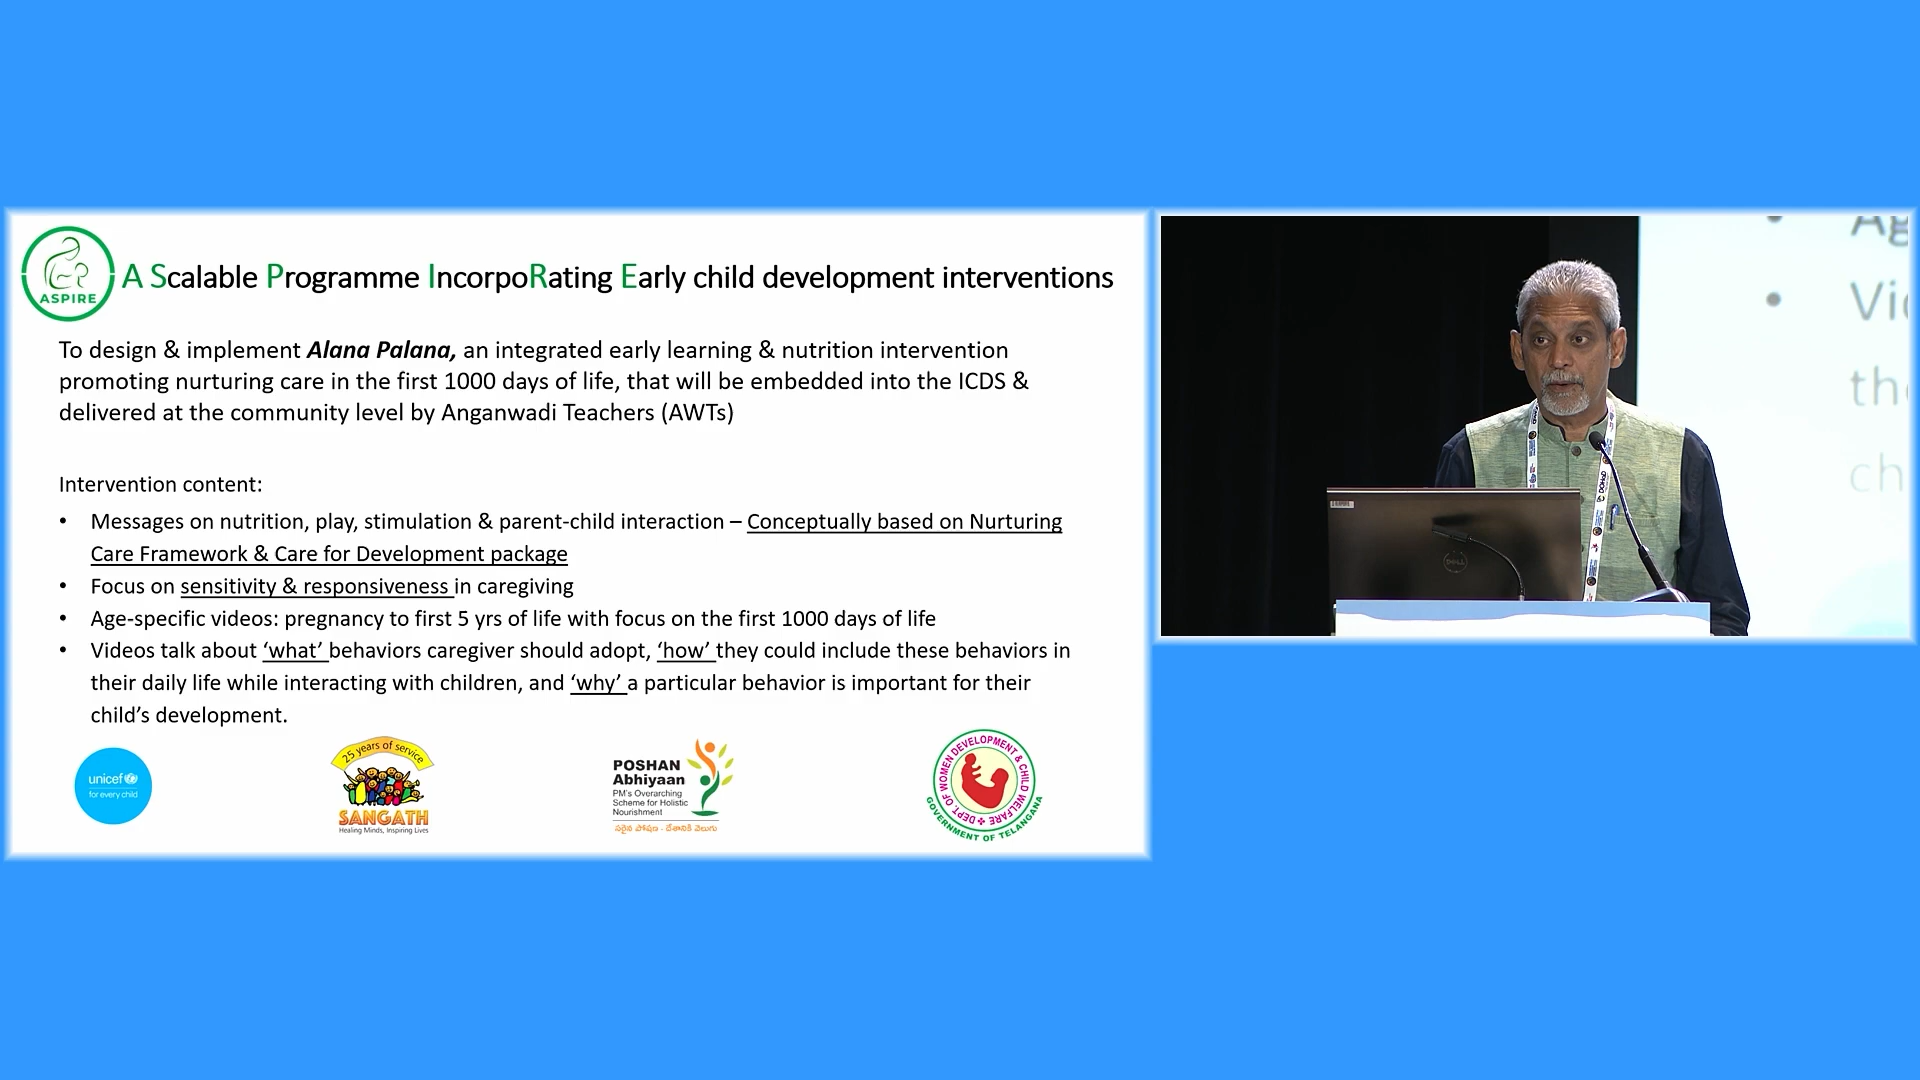 ASPIRE
A Scalable Programme IncorpoRating Early child development interventions
To design & implement Alana Palana, an integrated early learning & nutrition intervention
promoting nurturing care in the first 1000 days of life, that will be embedded into the ICDS &
delivered at the community level by Anganwadi Teachers (AWTs)
Intervention content:
• Messages on nutrition, play, stimulation & parent-child interaction – Conceptually based on Nurturing
Care Framework & Care for Development package
• Focus on sensitivity & responsiveness in caregiving
• Age-specific videos: pregnancy to first 5 yrs of life with focus on the first 1000 days of life
• Videos talk about ‘what’ behaviors caregiver should adopt, ‘how’ they could include these behaviors in
their daily life while interacting with children, and ‘why’ a particular behavior is important for their
child’s development.
unicef
for every child
25 years of service
SANGATH
Healing Minds, Inspiring Lives
POSHAN
Abhiyaan
PM's Overarching
Scheme for Holistic
Nourishment
సరైన పోషణ - దేశానికి వెలుగు
DEPT. OF WOMEN DEVELOPMENT & CHILD WELFARE
GOVERNMENT OF TELANGANA
• Ag
• Vid
the
ch
DELL
DOHaD